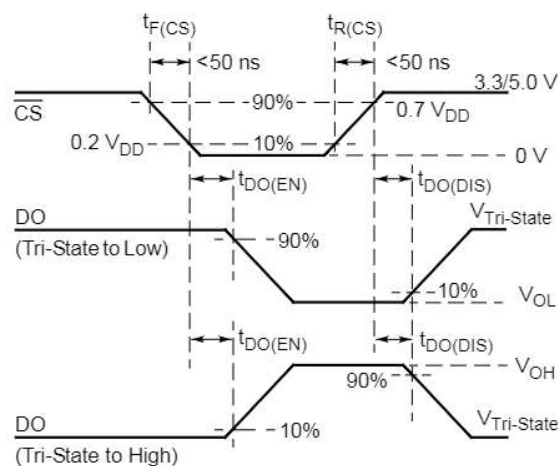 tF(CS)
tR(CS)
<50 ns
<50 ns
3.3/5.0 V
CS
90%
0.7 VDD
0.2 VDD
10%
0 V
tDO(EN)
tDO(DIS)
DO
VTri-State
(Tri-State to Low)
90%
10%
VOL
tDO(EN)
tDO(DIS)
VOH
90%
DO
10%
VTri-State
(Tri-State to High)